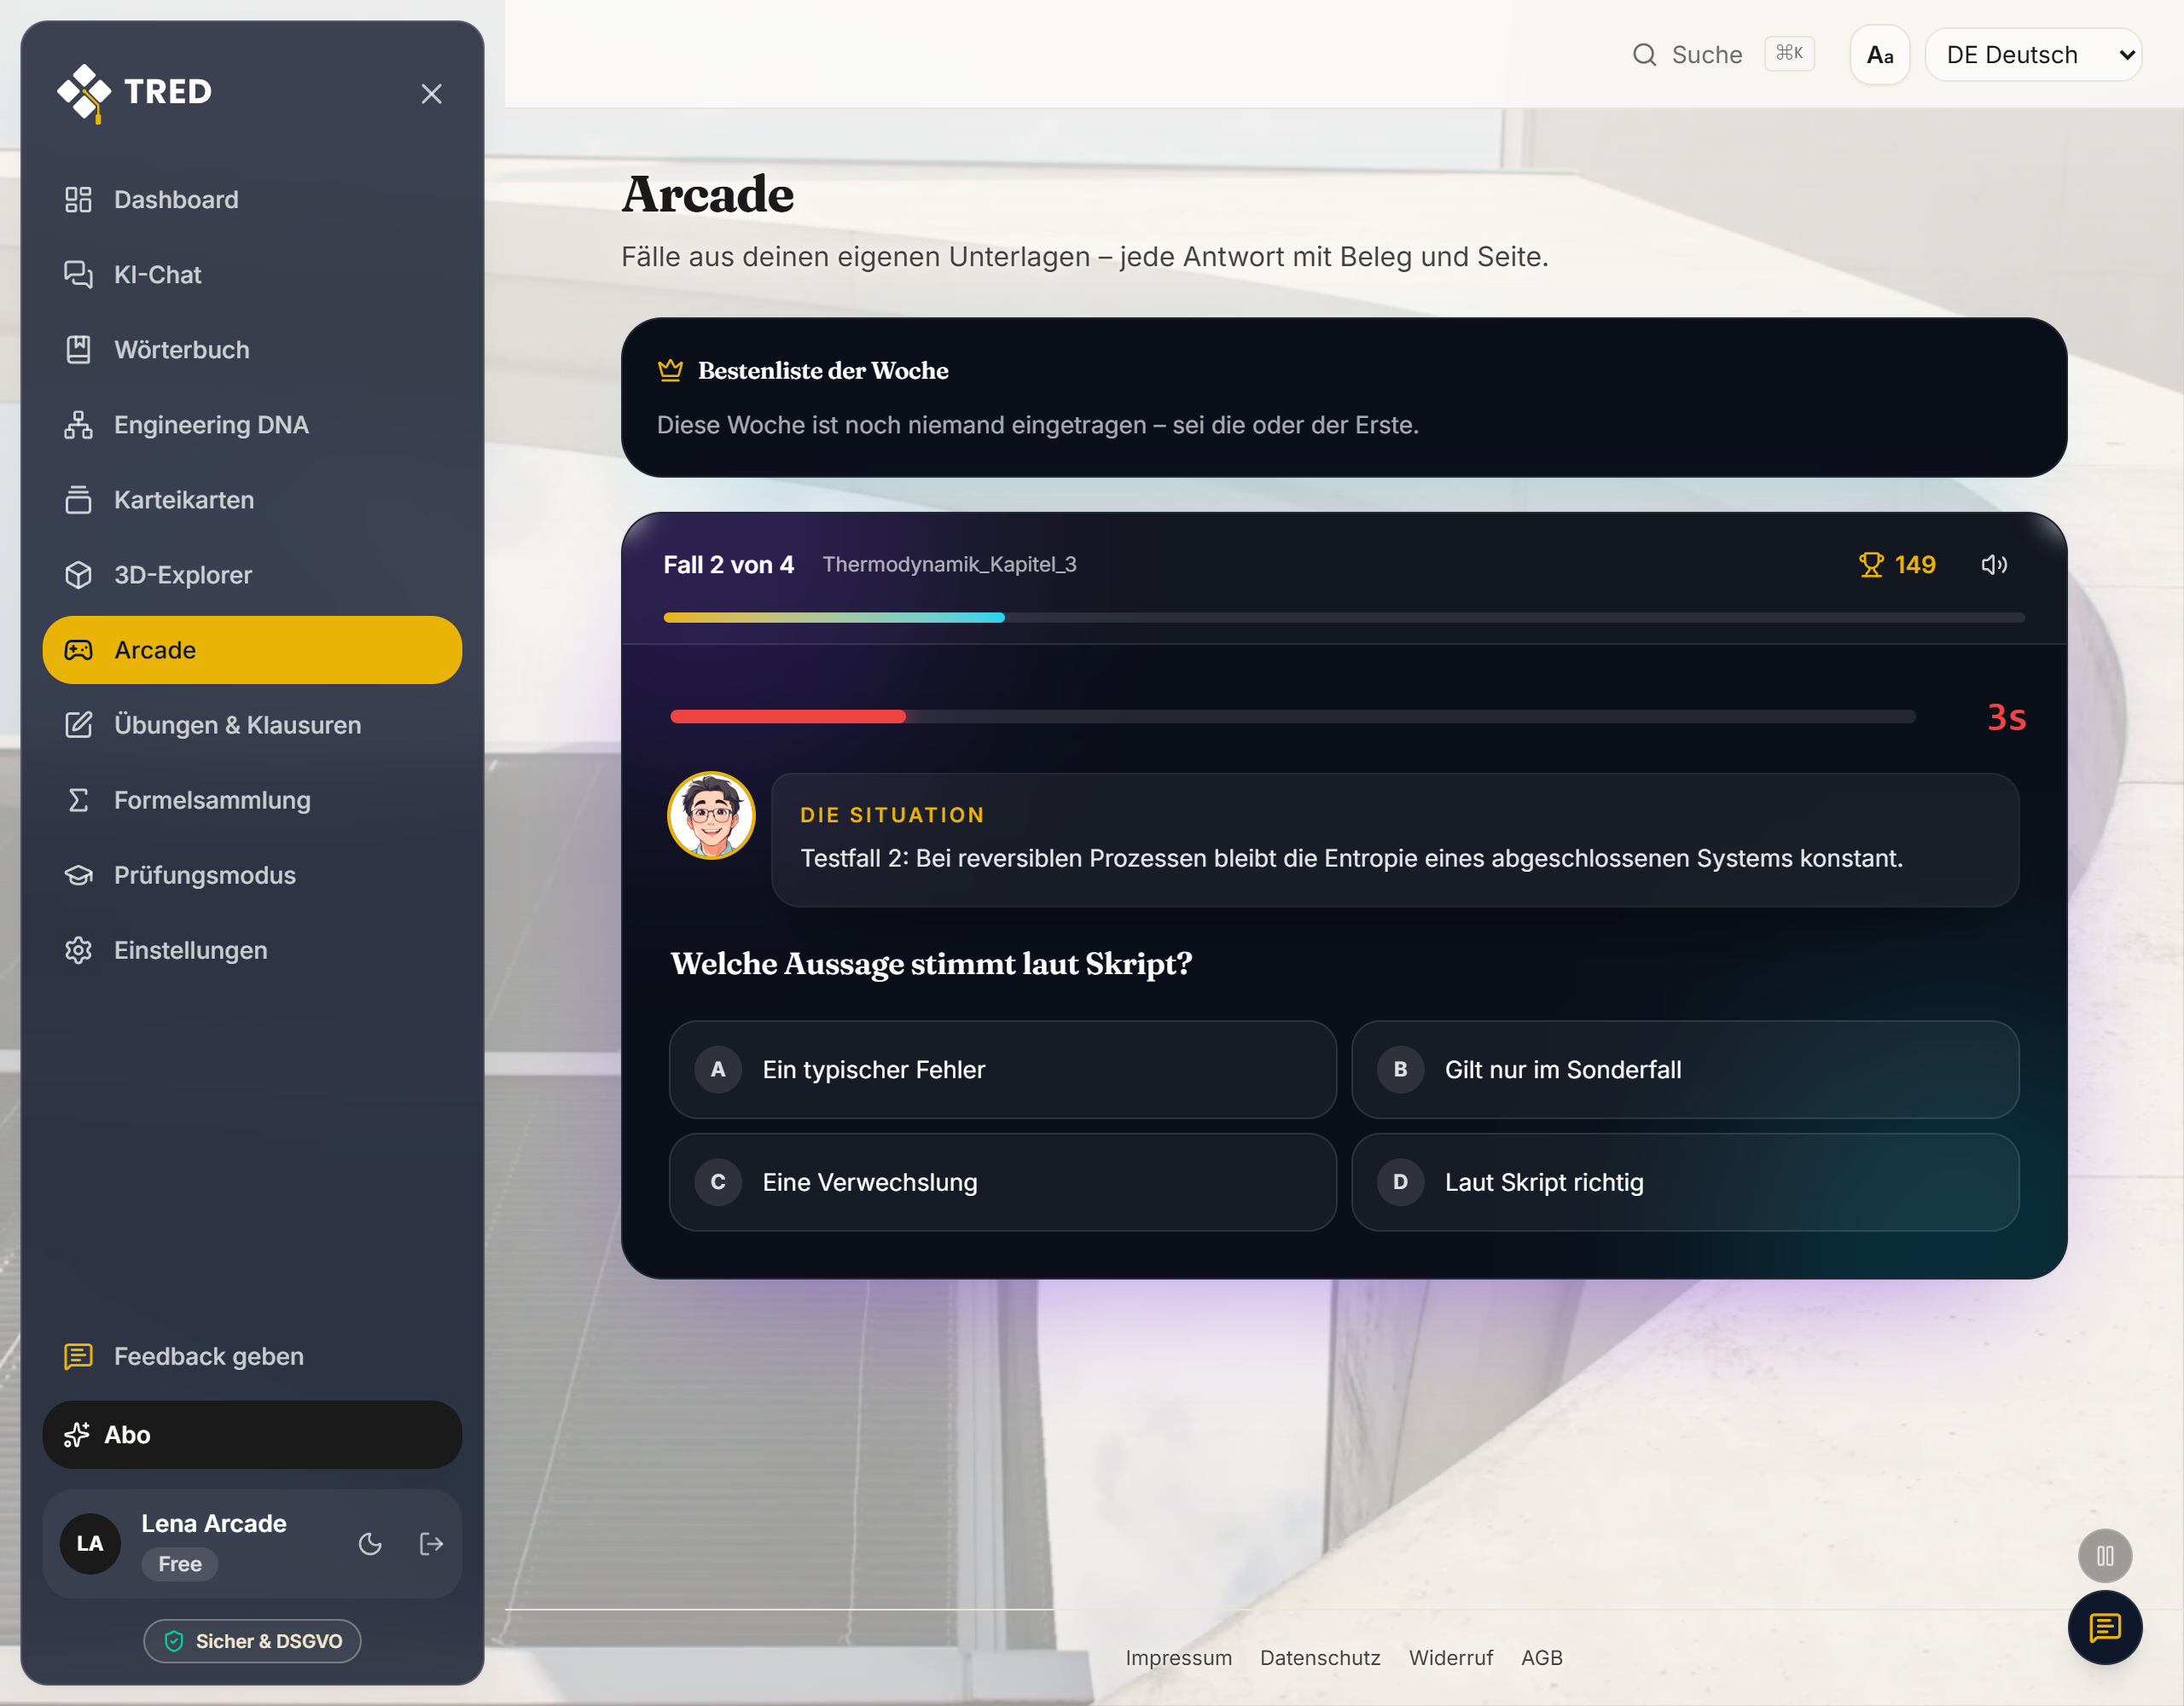 TRED
Dashboard
KI-Chat
Wörterbuch
Engineering DNA
Karteikarten
3D-Explorer
Arcade
Übungen & Klausuren
Formelsammlung
Prüfungsmodus
Einstellungen
Feedback geben
Abo
LA
Lena Arcade
Free
Sicher & DSGVO
Suche ⌘K Aa DE Deutsch
Arcade
Fälle aus deinen eigenen Unterlagen – jede Antwort mit Beleg und Seite.
Bestenliste der Woche
Diese Woche ist noch niemand eingetragen – sei die oder der Erste.
Fall 2 von 4 Thermodynamik_Kapitel_3 149
3s
DIE SITUATION
Testfall 2: Bei reversiblen Prozessen bleibt die Entropie eines abgeschlossenen Systems konstant.
Welche Aussage stimmt laut Skript?
A Ein typischer Fehler
B Gilt nur im Sonderfall
C Eine Verwechslung
D Laut Skript richtig
Impressum Datenschutz Widerruf AGB